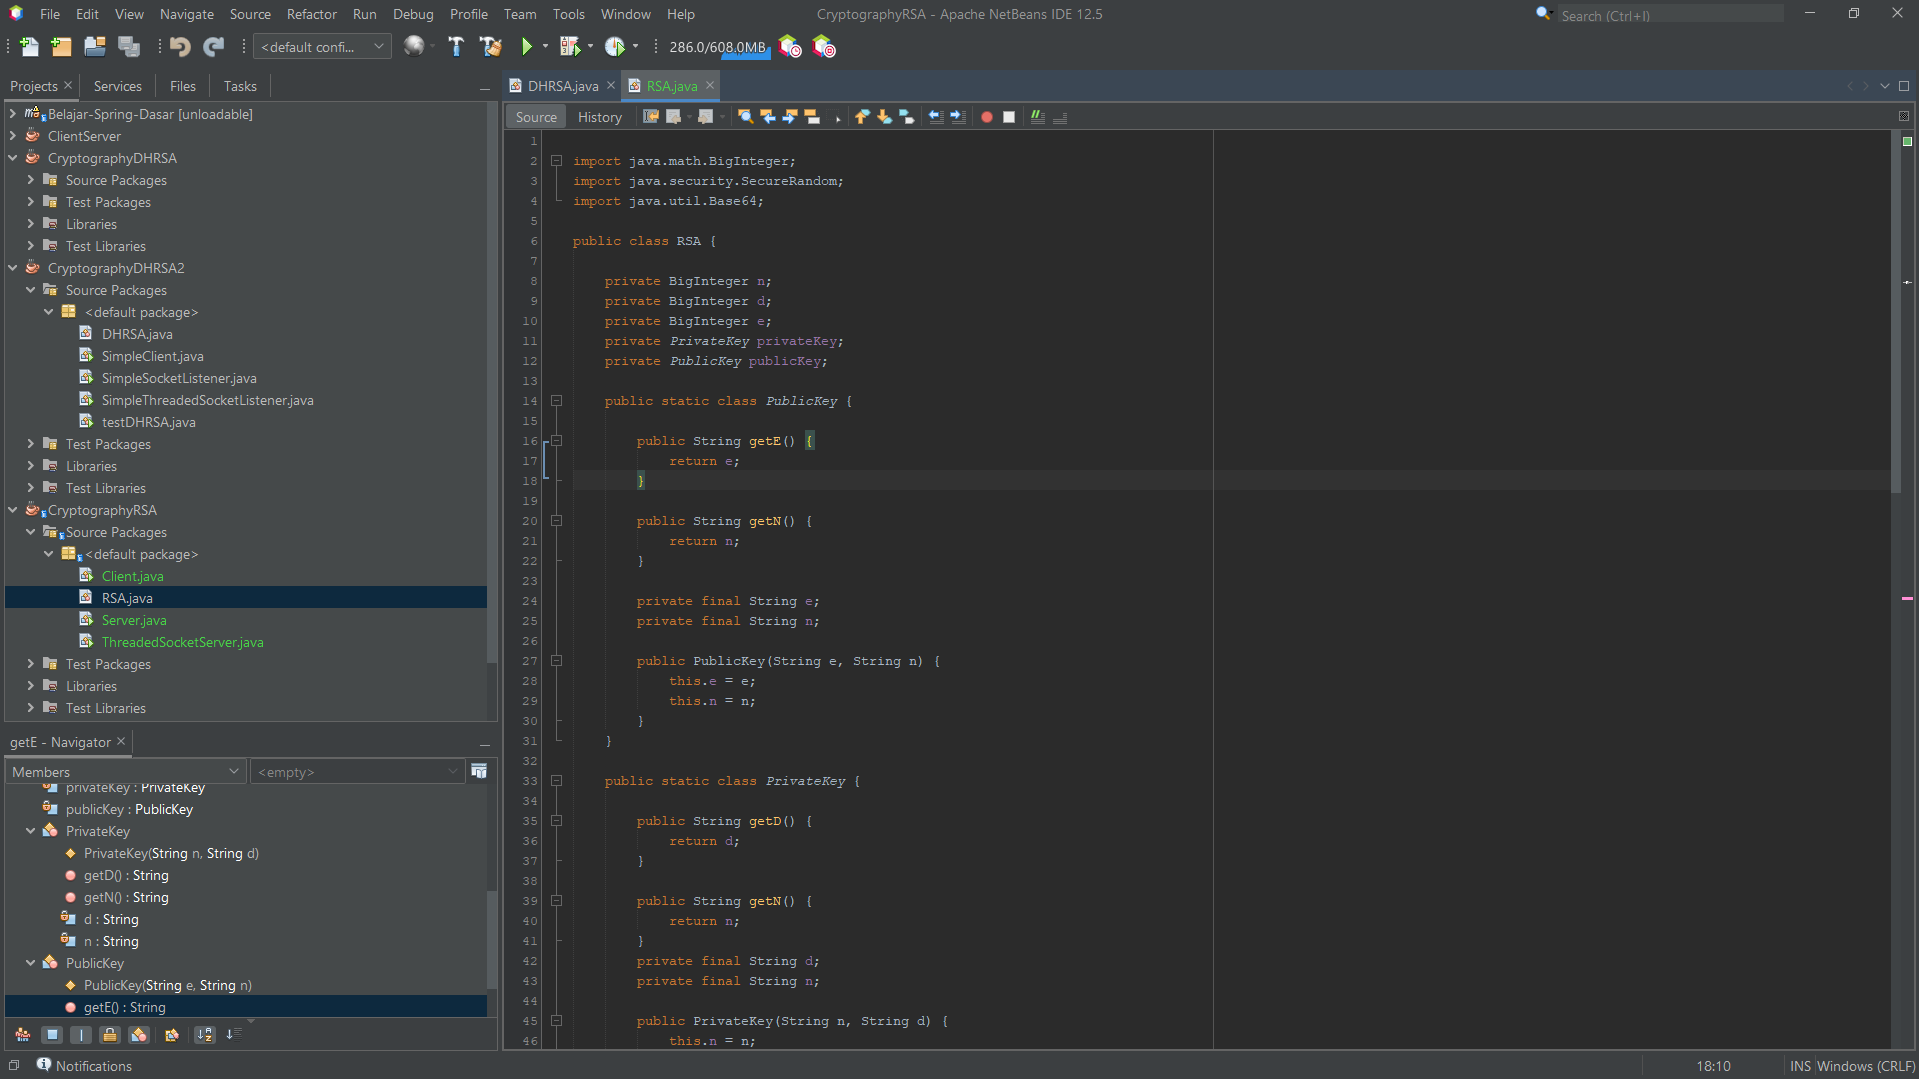 File Edit View Navigate Source Refactor Run Debug Profile Team Tools Window Help
CryptographyRSA - Apache NetBeans IDE 12.5
Search (Ctrl+I)
<default confi...
286.0/608.0MB
Projects Services Files Tasks
Belajar-Spring-Dasar [unloadable]
ClientServer
CryptographyDHRSA
Source Packages
Test Packages
Libraries
Test Libraries
CryptographyDHRSA2
Source Packages
<default package>
DHRSA.java
SimpleClient.java
SimpleSocketListener.java
SimpleThreadedSocketListener.java
testDHRSA.java
Test Packages
Libraries
Test Libraries
CryptographyRSA
Source Packages
<default package>
Client.java
RSA.java
Server.java
ThreadedSocketServer.java
Test Packages
Libraries
Test Libraries
getE - Navigator
Members
<empty>
privateKey : PrivateKey
publicKey : PublicKey
PrivateKey
PrivateKey(String n, String d)
getD() : String
getN() : String
d : String
n : String
PublicKey
PublicKey(String e, String n)
getE() : String
Notifications
DHRSA.java RSA.java
Source History
1
2 import java.math.BigInteger;
3 import java.security.SecureRandom;
4 import java.util.Base64;
5
6 public class RSA {
7
8 private BigInteger n;
9 private BigInteger d;
10 private BigInteger e;
11 private PrivateKey privateKey;
12 private PublicKey publicKey;
13
14 public static class PublicKey {
15
16 public String getE() {
17 return e;
18 }
19
20 public String getN() {
21 return n;
22 }
23
24 private final String e;
25 private final String n;
26
27 public PublicKey(String e, String n) {
28 this.e = e;
29 this.n = n;
30 }
31 }
32
33 public static class PrivateKey {
34
35 public String getD() {
36 return d;
37 }
38
39 public String getN() {
40 return n;
41 }
42 private final String d;
43 private final String n;
44
45 public PrivateKey(String n, String d) {
46 this.n = n;
18:10 INS Windows (CRLF)